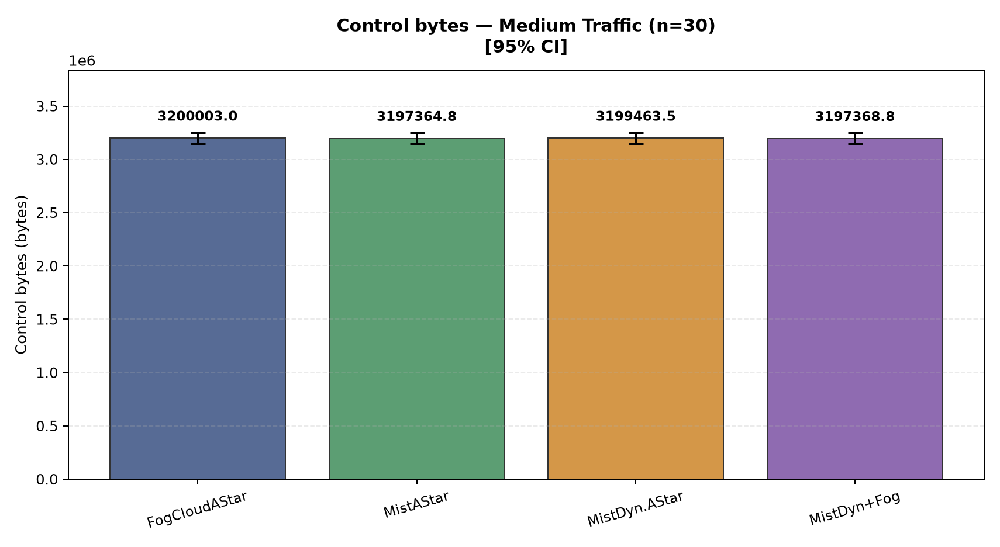 Control bytes — Medium Traffic (n=30)
[95% CI]
1e6
Control bytes (bytes)
3.5
3.0
2.5
2.0
1.5
1.0
0.5
0.0
3200003.0
3197364.8
3199463.5
3197368.8
FogCloudAStar
MistAStar
MistDyn.AStar
MistDyn+Fog